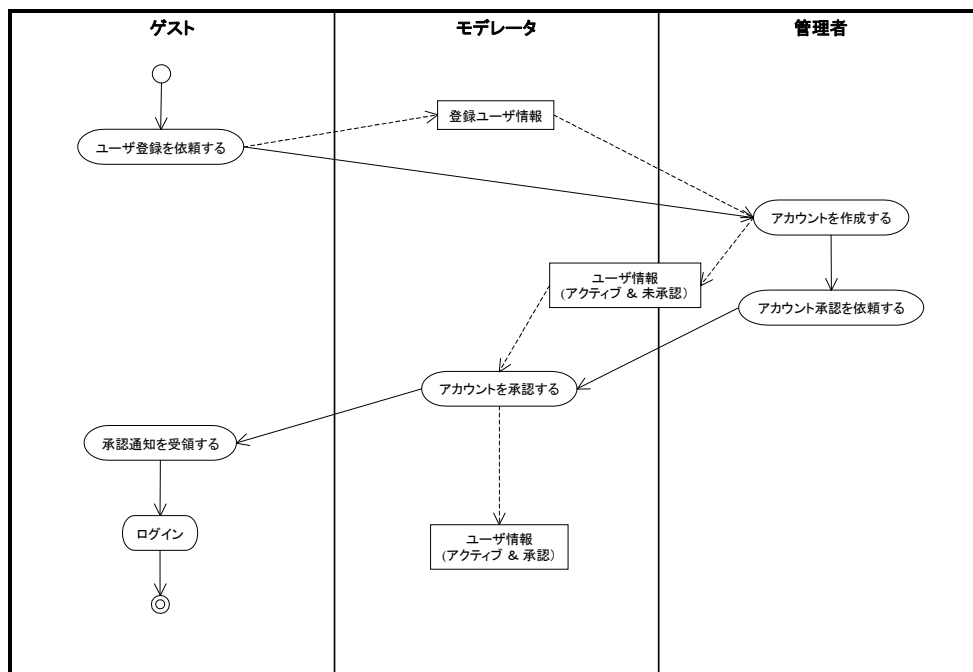 ゲスト
モデレータ
管理者
登録ユーザ情報
ユーザ登録を依頼する
アカウントを作成する
ユーザ情報
(アクティブ & 未承認)
アカウント承認を依頼する
アカウントを承認する
承認通知を受領する
ログイン
ユーザ情報
(アクティブ & 承認)